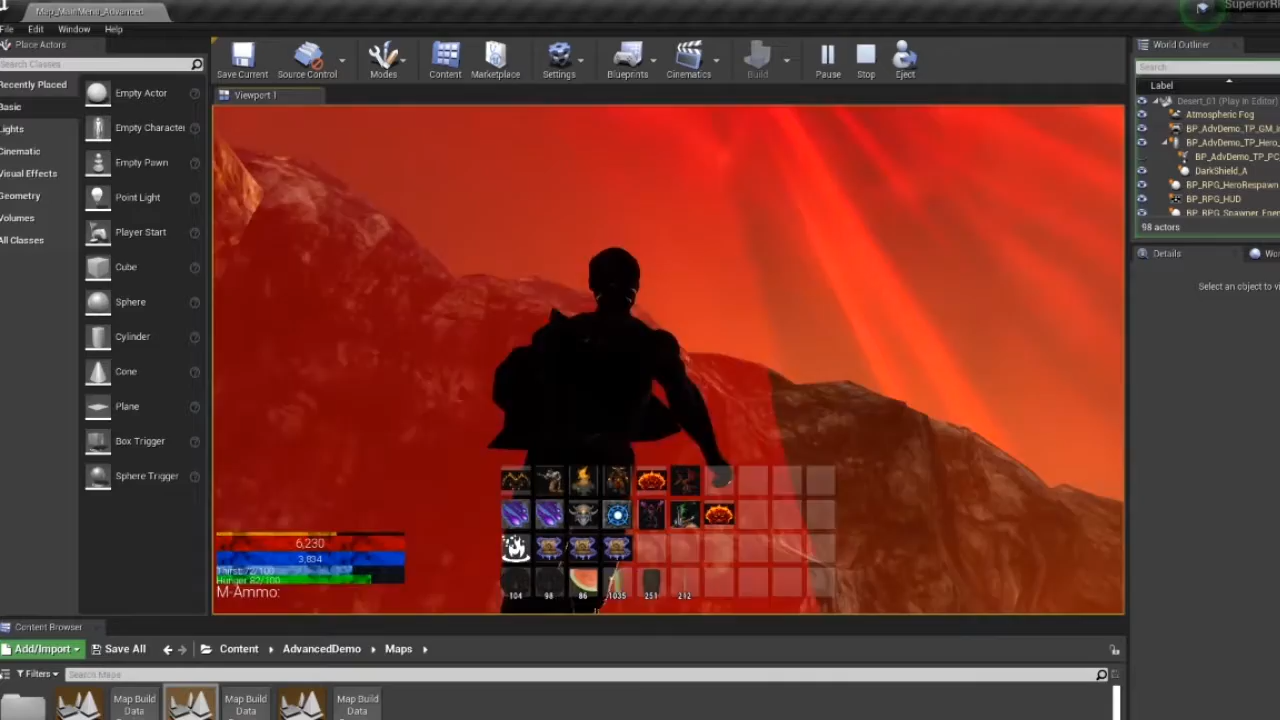 Map_MainMenu_Advanced
SuperiorRP
File Edit Window Help
Place Actors
Search Classes
Recently Placed
Basic
Lights
Cinematic
Visual Effects
Geometry
Volumes
All Classes
Empty Actor
Empty Character
Empty Pawn
Point Light
Player Start
Cube
Sphere
Cylinder
Cone
Plane
Box Trigger
Sphere Trigger
Save Current Source Control Modes Content Marketplace Settings Blueprints Cinematics Build Pause Stop Eject
Viewport 1
6,230
3,834
Thirst: 72/100
Hunger: 82/100
M-Ammo:
104 98 86 1035 251 212
World Outliner
Search
Label
Desert_01 (Play In Editor)
Atmospheric Fog
BP_AdvDemo_TP_GM_
BP_AdvDemo_TP_Hero_
BP_AdvDemo_TP_PC
DarkShield_A
BP_RPG_HeroRespawn
BP_RPG_HUD
BP_RPG_Spawner_Ene
98 actors
Details Wo
Select an object to vi
Content Browser
Add/Import Save All Content AdvancedDemo Maps
Filters Search Maps
Map Build Map Build Map Build
Data Data Data